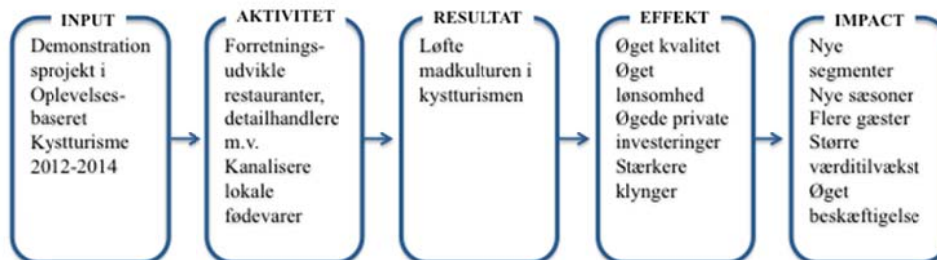 INPUT
Demonstration
sprojekt i
Oplevelses-
baseret
Kystturisme
2012-2014
AKTIVITET
Forretnings-
udvikle
restauranter,
detailhandlere
m.v.
Kanalisere
lokale
fødevarer
RESULTAT
Løfte
madkulturen i
kystturismen
EFFEKT
Øget kvalitet
Øget
lønsomhed
Øgede private
investeringer
Stærkere
klynger
IMPACT
Nye
segmenter
Nye sæsoner
Flere gæster
Større
værditilvækst
Øget
beskæftigelse